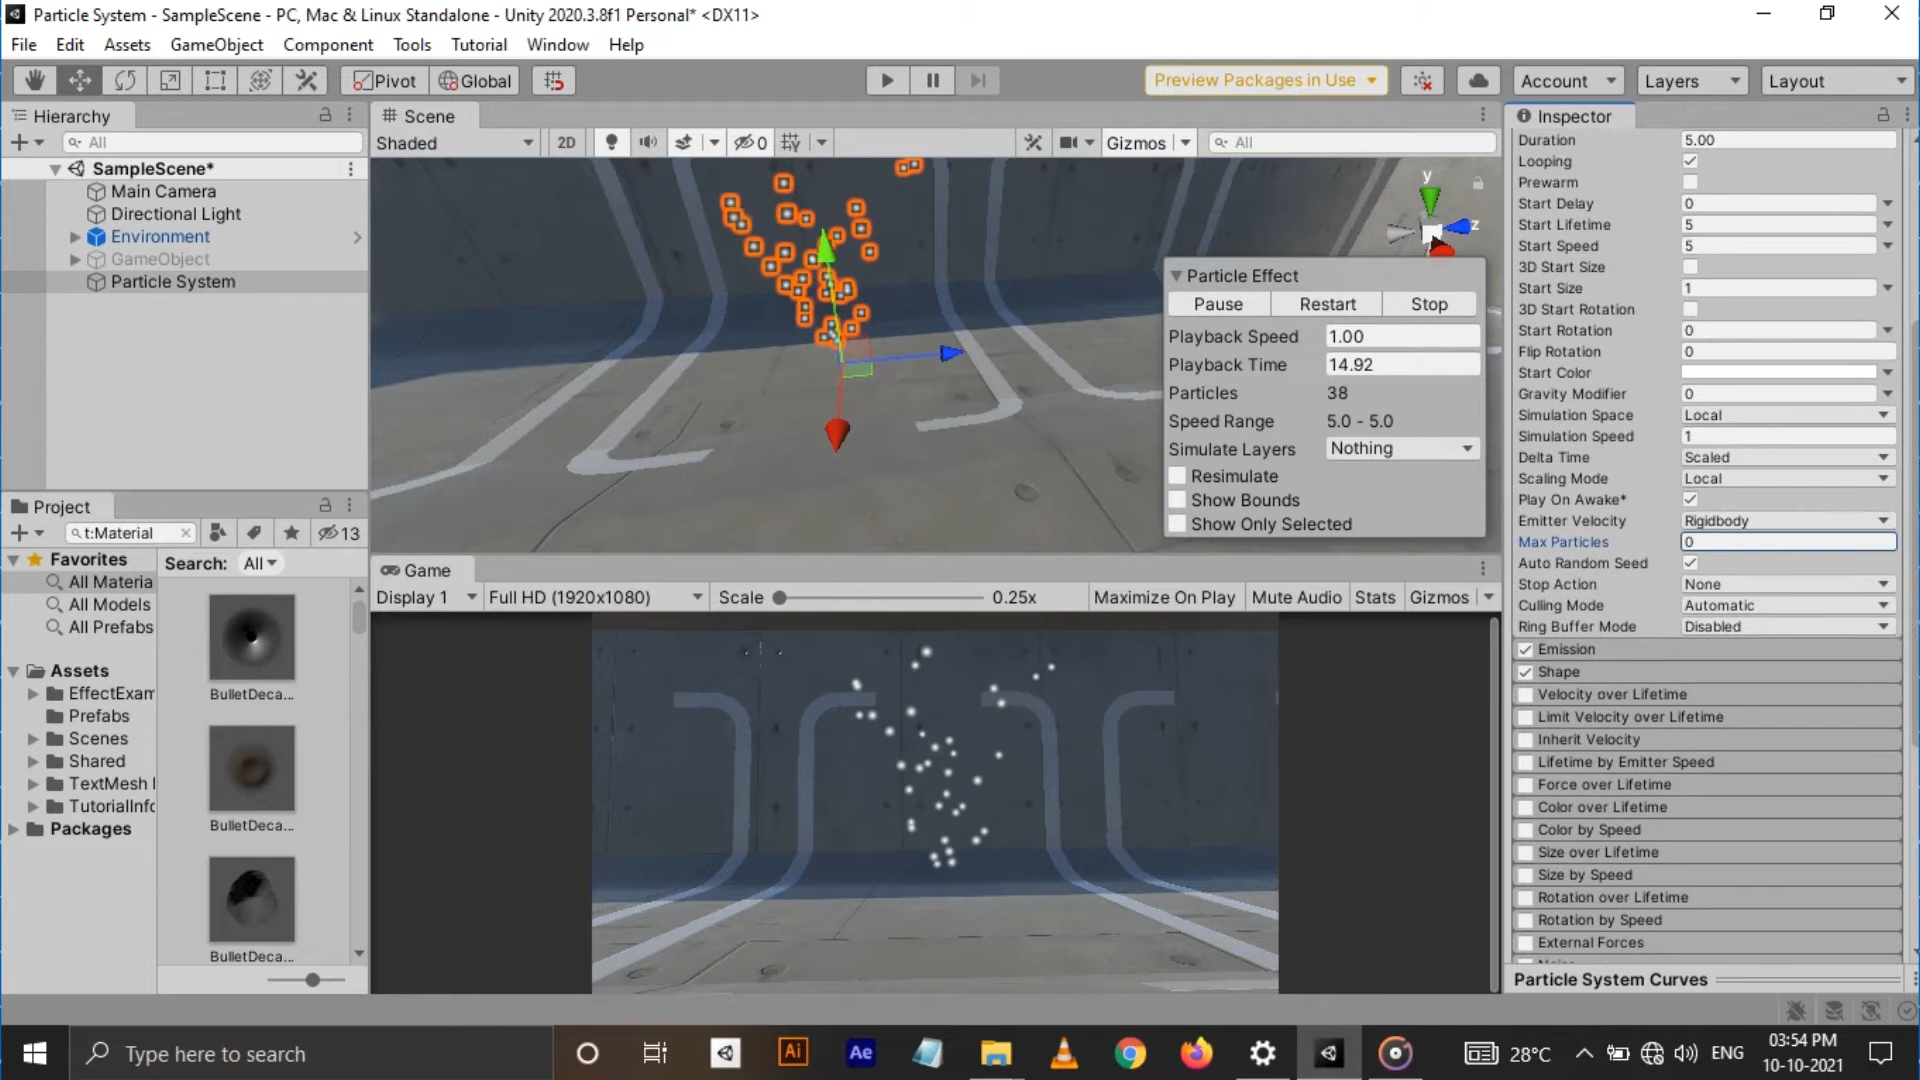 Particle System - SampleScene - PC, Mac & Linux Standalone - Unity 2020.3.8f1 Personal* <DX11>
File Edit Assets GameObject Component Tools Tutorial Window Help
Pivot Global Preview Packages in Use Account Layers Layout
Hierarchy
All
SampleScene*
Main Camera
Directional Light
Environment
GameObject
Particle System
Project
t:Material 13
Favorites
All Materia
All Models
All Prefabs
Assets
EffectExam
Prefabs
Scenes
Shared
TextMesh
TutorialInfo
Packages
Search: All
BulletDeca...
BulletDeca...
BulletDeca...
Scene
Shaded 2D 0 Gizmos All
y
z
Particle Effect
Pause Restart Stop
Playback Speed 1.00
Playback Time 14.92
Particles 38
Speed Range 5.0 - 5.0
Simulate Layers Nothing
Resimulate
Show Bounds
Show Only Selected
Game
Display 1 Full HD (1920x1080) Scale 0.25x Maximize On Play Mute Audio Stats Gizmos
Inspector
Duration 5.00
Looping
Prewarm
Start Delay 0
Start Lifetime 5
Start Speed 5
3D Start Size
Start Size 1
3D Start Rotation
Start Rotation 0
Flip Rotation 0
Start Color
Gravity Modifier 0
Simulation Space Local
Simulation Speed 1
Delta Time Scaled
Scaling Mode Local
Play On Awake*
Emitter Velocity Rigidbody
Max Particles 0
Auto Random Seed
Stop Action None
Culling Mode Automatic
Ring Buffer Mode Disabled
Emission
Shape
Velocity over Lifetime
Limit Velocity over Lifetime
Inherit Velocity
Lifetime by Emitter Speed
Force over Lifetime
Color over Lifetime
Color by Speed
Size over Lifetime
Size by Speed
Rotation over Lifetime
Rotation by Speed
External Forces
Particle System Curves
Type here to search
Ai
Ae
28°C
ENG
03:54 PM
10-10-2021